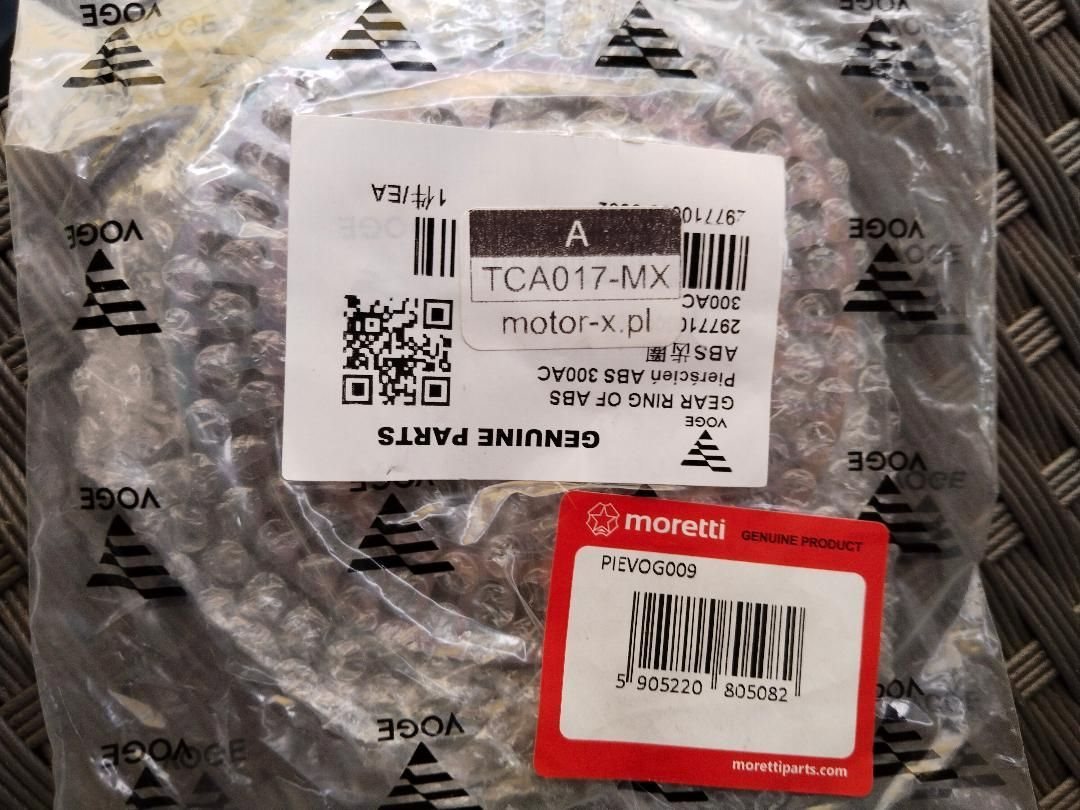 VOGE
GENUINE PARTS
GEAR RING OF ABS
Pierścień ABS 300AC
ABS齿圈
300AC
1件/EA
A
TCA017-MX
motor-x.pl
moretti GENUINE PRODUCT
PIEVOG009
5 905220 805082
morettiparts.com
VOGE
VOGE
VOGE
VOGE
VOGE
VOGE
VOGE
VOGE
VOGE